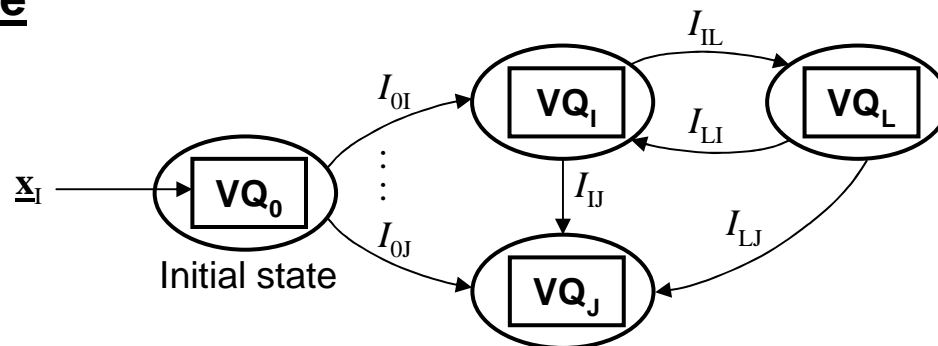 e
I_IL
I_0I
VQ_I
VQ_L
I_LI
⋮
x_I
VQ_0
I_IJ
I_0J
I_LJ
Initial state
VQ_J